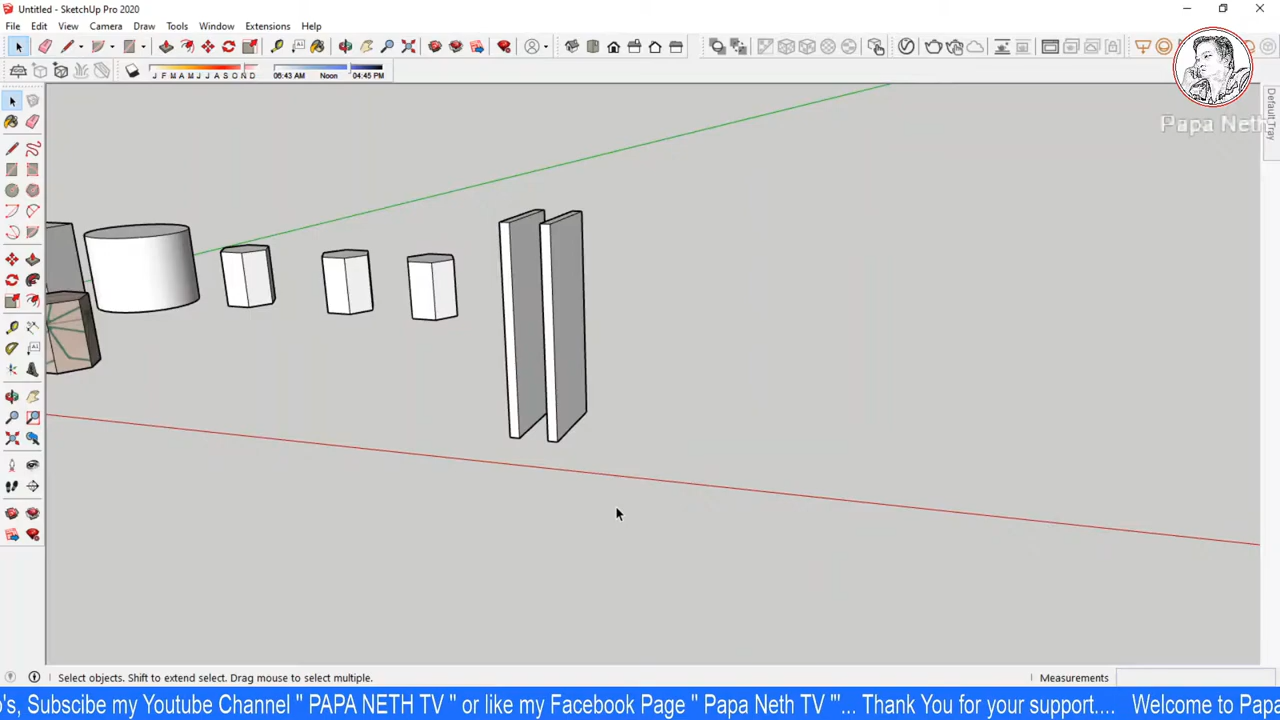 Untitled - SketchUp Pro 2020
File Edit View Camera Draw Tools Window Extensions Help
J F M A M J J A S O N D 06:43 AM Noon 04:45 PM
Papa Neth
Default Tray
Select objects. Shift to extend select. Drag mouse to select multiple.
Measurements
o's, Subscibe my Youtube Channel " PAPA NETH TV " or like my Facebook Page " Papa Neth TV '"... Thank You for your support.... Welcome to Papa